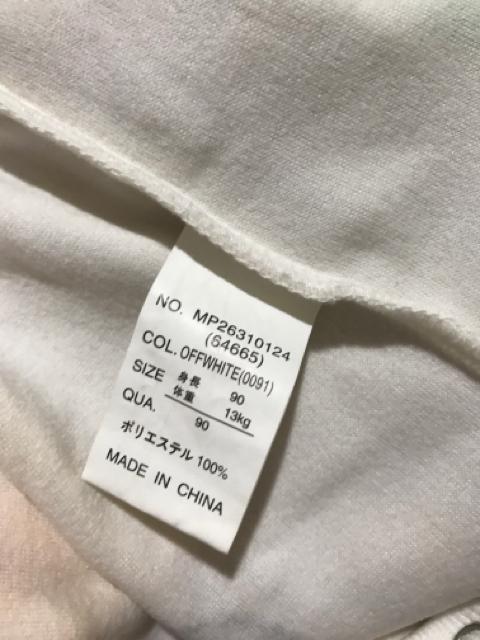 NO. MP26310124
(S4665)
COL. OFFWHITE(0091)
SIZE 身長 90
体重 13kg
90
QUA.
ポリエステル 100%
MADE IN CHINA